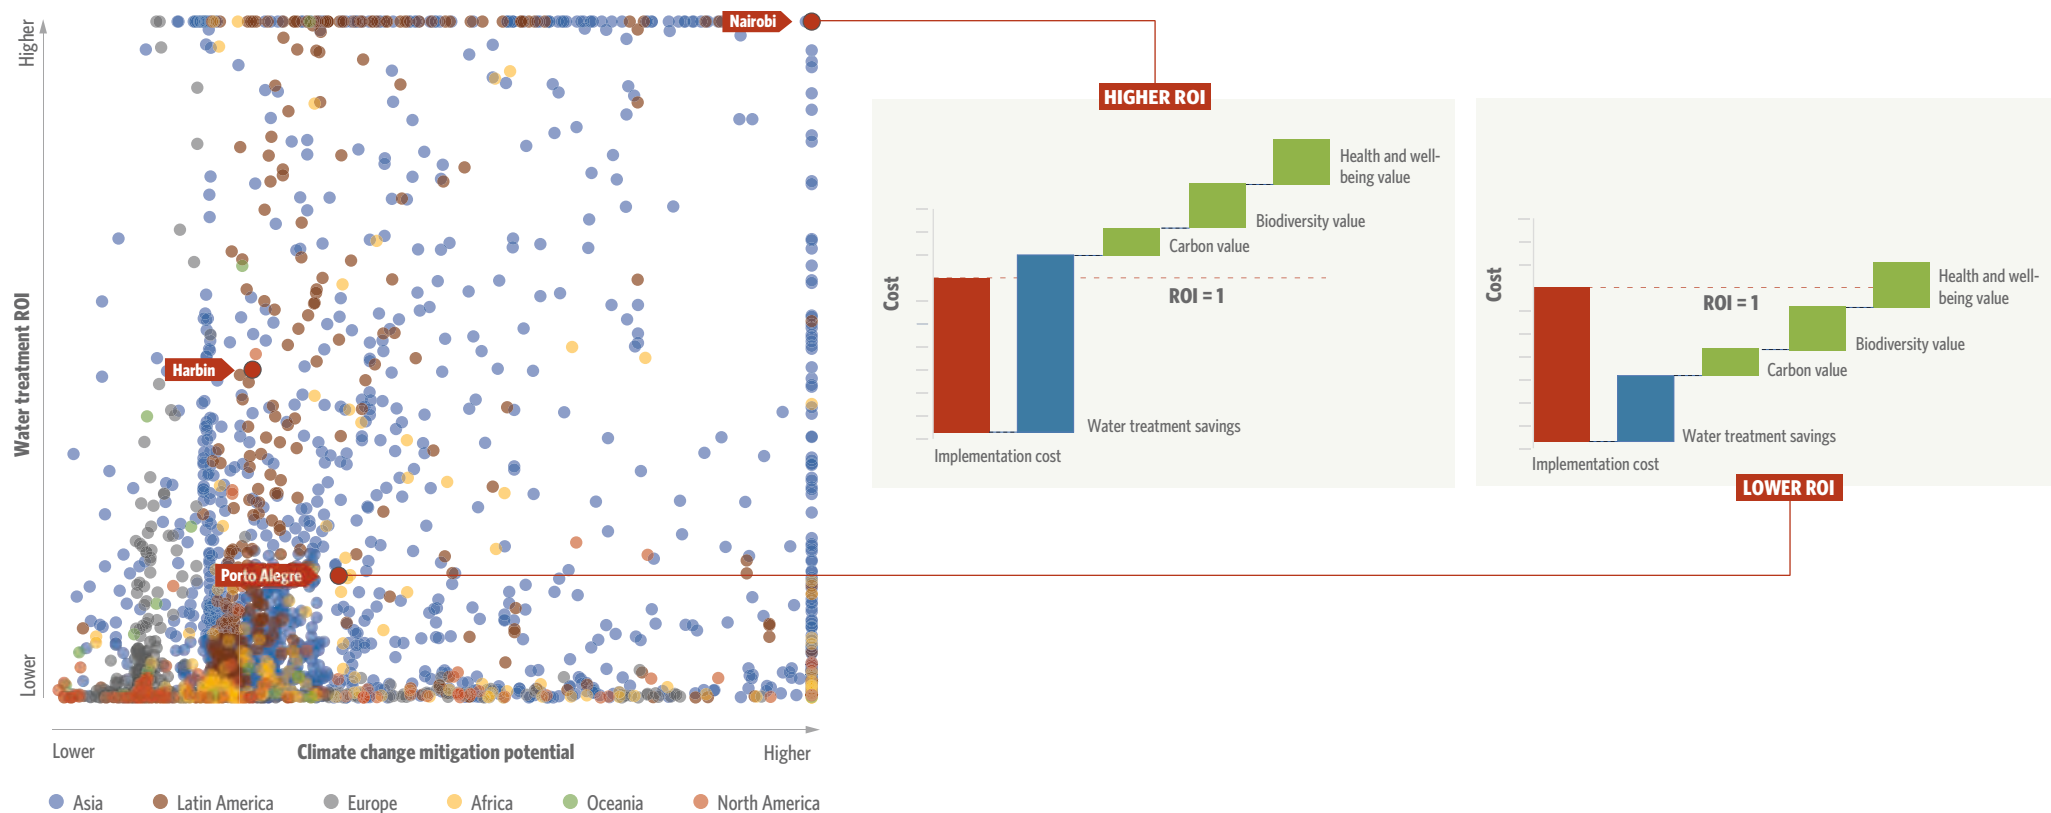 Higher
Water treatment ROI
Lower
Nairobi
Harbin
Porto Alegre
Lower
Climate change mitigation potential
Higher
Asia
Latin America
Europe
Africa
Oceania
North America
HIGHER ROI
Cost
Health and well-
being value
Biodiversity value
Carbon value
ROI = 1
Water treatment savings
Implementation cost
Cost
Health and well-
being value
ROI = 1
Biodiversity value
Carbon value
Water treatment savings
Implementation cost
LOWER ROI